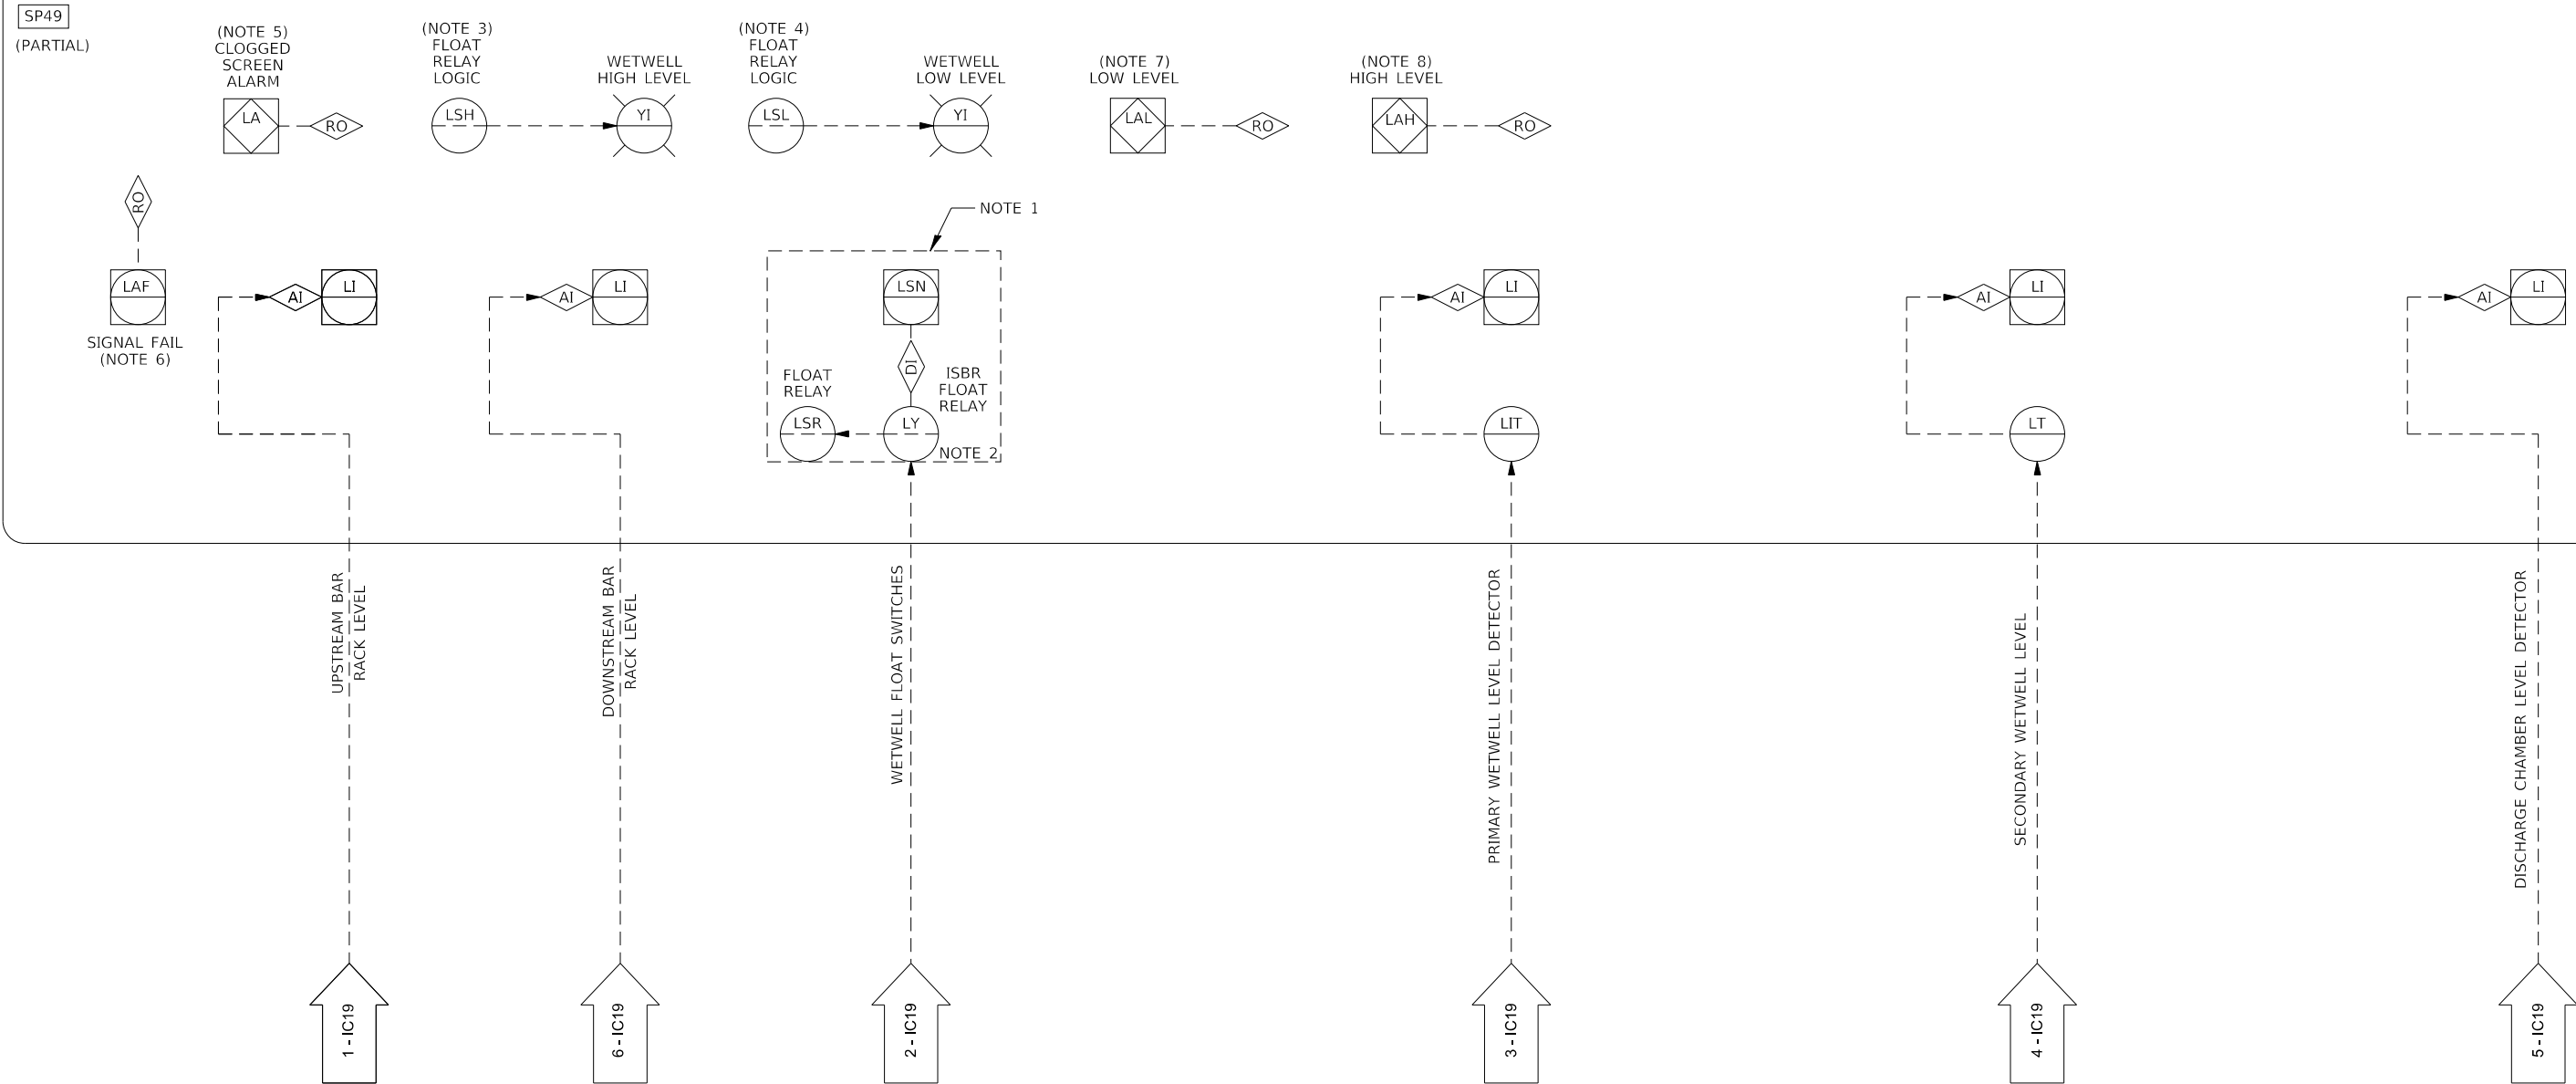 SP49
(PARTIAL)
(NOTE 5)
CLOGGED
SCREEN
ALARM
LA
RO
(NOTE 3)
FLOAT
RELAY
LOGIC
LSH
WETWELL
HIGH LEVEL
YI
(NOTE 4)
FLOAT
RELAY
LOGIC
LSL
WETWELL
LOW LEVEL
YI
(NOTE 7)
LOW LEVEL
LAL
RO
(NOTE 8)
HIGH LEVEL
LAH
RO
RO
LAF
SIGNAL FAIL
(NOTE 6)
AI
LI
AI
LI
NOTE 1
LSN
DI
FLOAT
RELAY
LSR
ISBR
FLOAT
RELAY
LY
NOTE 2
AI
LI
LIT
AI
LI
LT
AI
LI
UPSTREAM BAR
RACK LEVEL
DOWNSTREAM BAR
RACK LEVEL
WETWELL FLOAT SWITCHES
PRIMARY WETWELL LEVEL DETECTOR
SECONDARY WETWELL LEVEL
DISCHARGE CHAMBER LEVEL DETECTOR
1 - IC19
6 - IC19
2 - IC19
3 - IC19
4 - IC19
5 - IC19